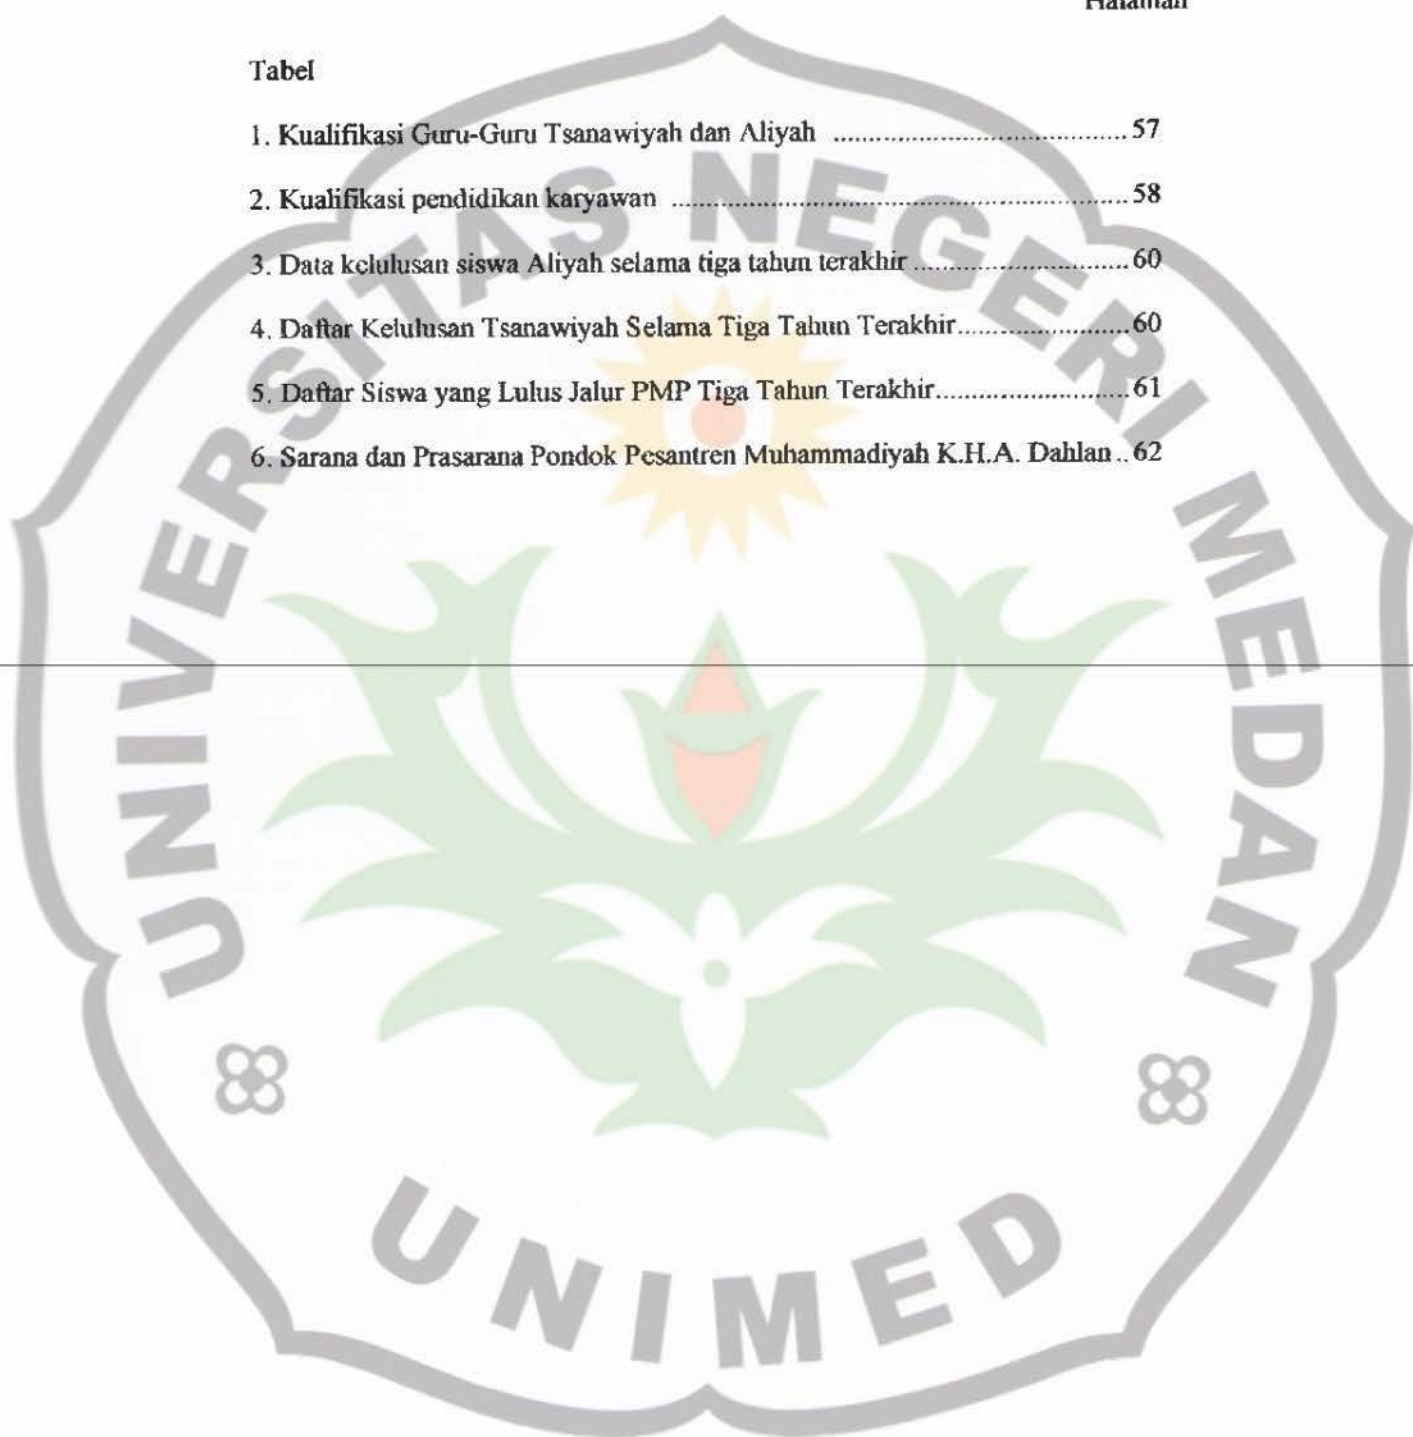 Halaman
Tabel
1. Kualifikasi Guru-Guru Tsanawiyah dan Aliyah .................................... 57
2. Kualifikasi pendidikan karyawan ........................................................ 58
3. Data kelulusan siswa Aliyah selama tiga tahun terakhir .......................... 60
4. Daftar Kelulusan Tsanawiyah Selama Tiga Tahun Terakhir..................... 60
5. Daftar Siswa yang Lulus Jalur PMP Tiga Tahun Terakhir........................ 61
6. Sarana dan Prasarana Pondok Pesantren Muhammadiyah K.H.A. Dahlan .. 62
UNIVERSITAS NEGERI MEDAN
UNIMED